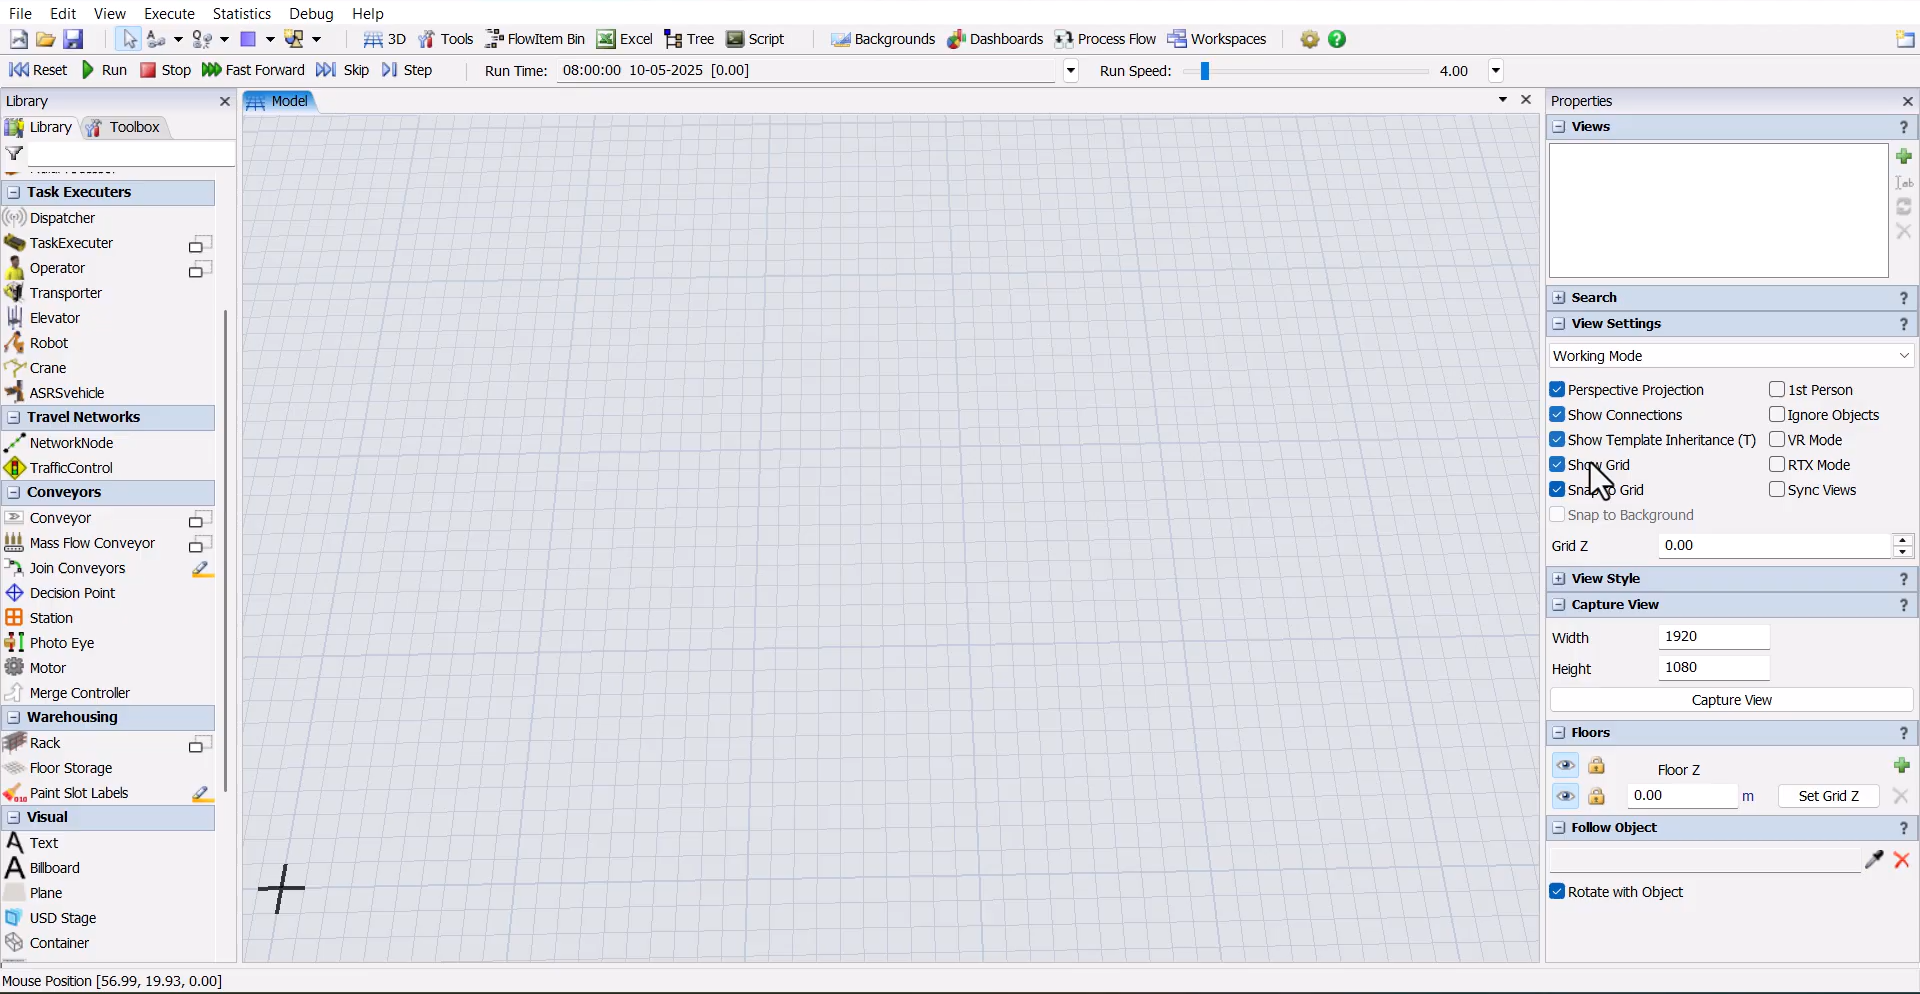 File Edit View Execute Statistics Debug Help
3D Tools FlowItem Bin Excel Tree Script Backgrounds Dashboards Process Flow Workspaces
Reset Run Stop Fast Forward Skip Step Run Time: 08:00:00 10-05-2025 [0.00] Run Speed: 4.00
Library
Library Toolbox
Task Executers
Dispatcher
TaskExecuter
Operator
Transporter
Elevator
Robot
Crane
ASRSvehicle
Travel Networks
NetworkNode
TrafficControl
Conveyors
Conveyor
Mass Flow Conveyor
Join Conveyors
Decision Point
Station
Photo Eye
Motor
Merge Controller
Warehousing
Rack
Floor Storage
Paint Slot Labels
Visual
Text
Billboard
Plane
USD Stage
Container
Model
Properties
Views
Search
View Settings
Working Mode
Perspective Projection 1st Person
Show Connections Ignore Objects
Show Template Inheritance (T) VR Mode
Show Grid RTX Mode
Snap to Grid Sync Views
Snap to Background
Grid Z 0.00
View Style
Capture View
Width 1920
Height 1080
Capture View
Floors
Floor Z
0.00 m Set Grid Z
Follow Object
Rotate with Object
Mouse Position [56.99, 19.93, 0.00]